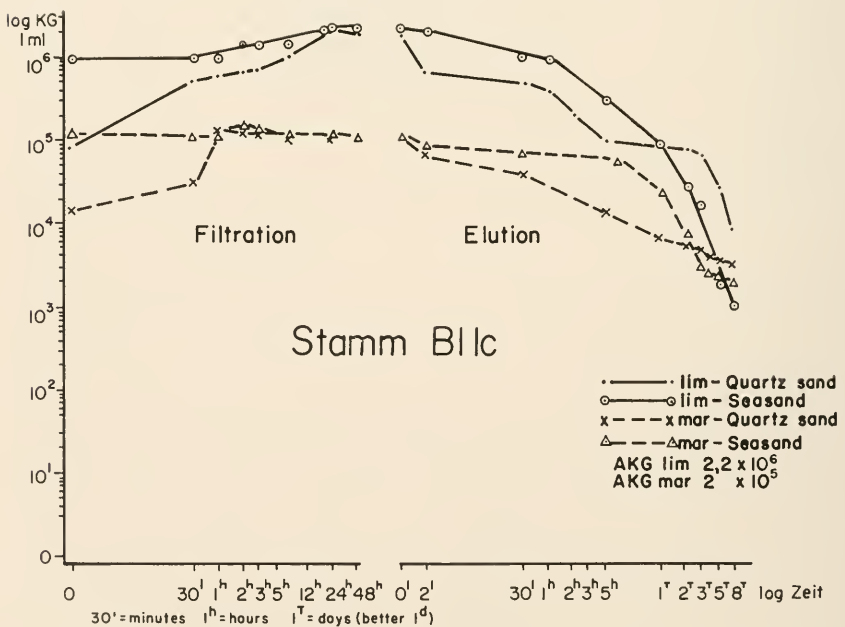 log KG
1 ml
10⁶
10⁵
10⁴
10³
10²
10¹
0
Filtration
Elution
Stamm B11c
lim - Quartz sand
lim - Seasand
mar - Quartz sand
mar - Seasand
AKG lim 2,2 x 10⁶
AKG mar 2 x 10⁵
0 30' 1ʰ 2ʰ 3ʰ 5ʰ 12ʰ 24ʰ 48ʰ 0' 2' 30' 1ʰ 2ʰ 3ʰ 5ʰ 1ᵀ 2ᵀ 3ᵀ 5ᵀ 8ᵀ log Zeit
30' = minutes 1ʰ = hours 1ᵀ = days (better 1ᵈ)